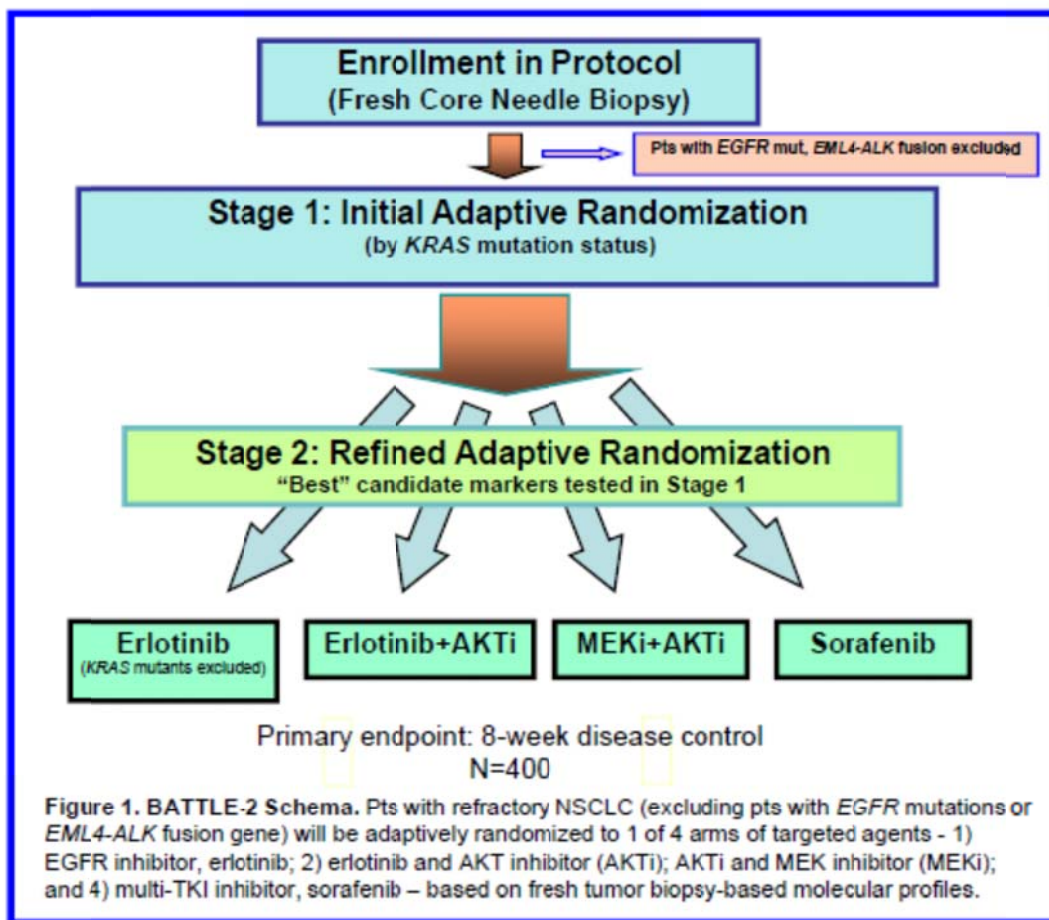 Enrollment in Protocol
(Fresh Core Needle Biopsy)
Pts with EGFR mut, EML4-ALK fusion excluded
Stage 1: Initial Adaptive Randomization
(by KRAS mutation status)
Stage 2: Refined Adaptive Randomization
“Best” candidate markers tested in Stage 1
Erlotinib
(KRAS mutants excluded)
Erlotinib+AKTi
MEKi+AKTi
Sorafenib
Primary endpoint: 8-week disease control
N=400
Figure 1. BATTLE-2 Schema. Pts with refractory NSCLC (excluding pts with EGFR mutations or
EML4-ALK fusion gene) will be adaptively randomized to 1 of 4 arms of targeted agents - 1)
EGFR inhibitor, erlotinib; 2) erlotinib and AKT inhibitor (AKTi); AKTi and MEK inhibitor (MEKi);
and 4) multi-TKI inhibitor, sorafenib – based on fresh tumor biopsy-based molecular profiles.